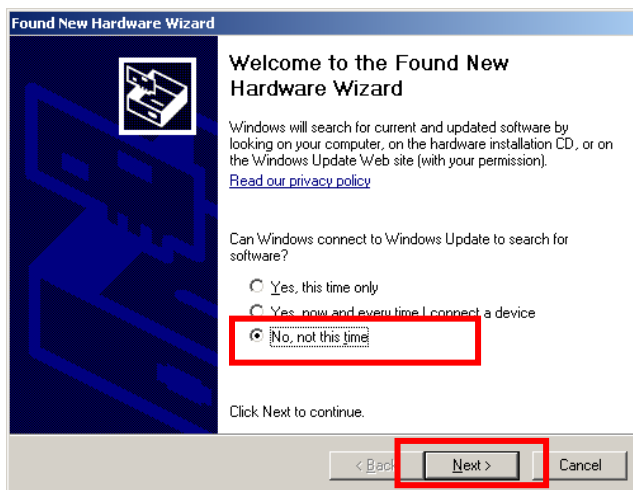 Found New Hardware Wizard
Welcome to the Found New
Hardware Wizard
Windows will search for current and updated software by
looking on your computer, on the hardware installation CD, or on
the Windows Update Web site (with your permission).
Read our privacy policy
Can Windows connect to Windows Update to search for
software?
Yes, this time only
Yes, now and every time I connect a device
No, not this time
Click Next to continue.
< Back Next > Cancel